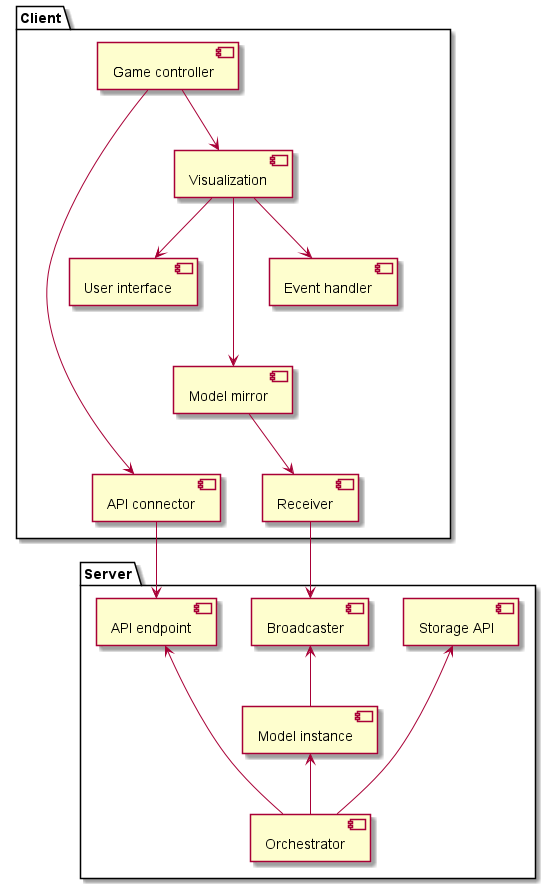 Client
Game controller
Visualization
User interface
Event handler
Model mirror
API connector
Receiver
Server
API endpoint
Broadcaster
Storage API
Model instance
Orchestrator